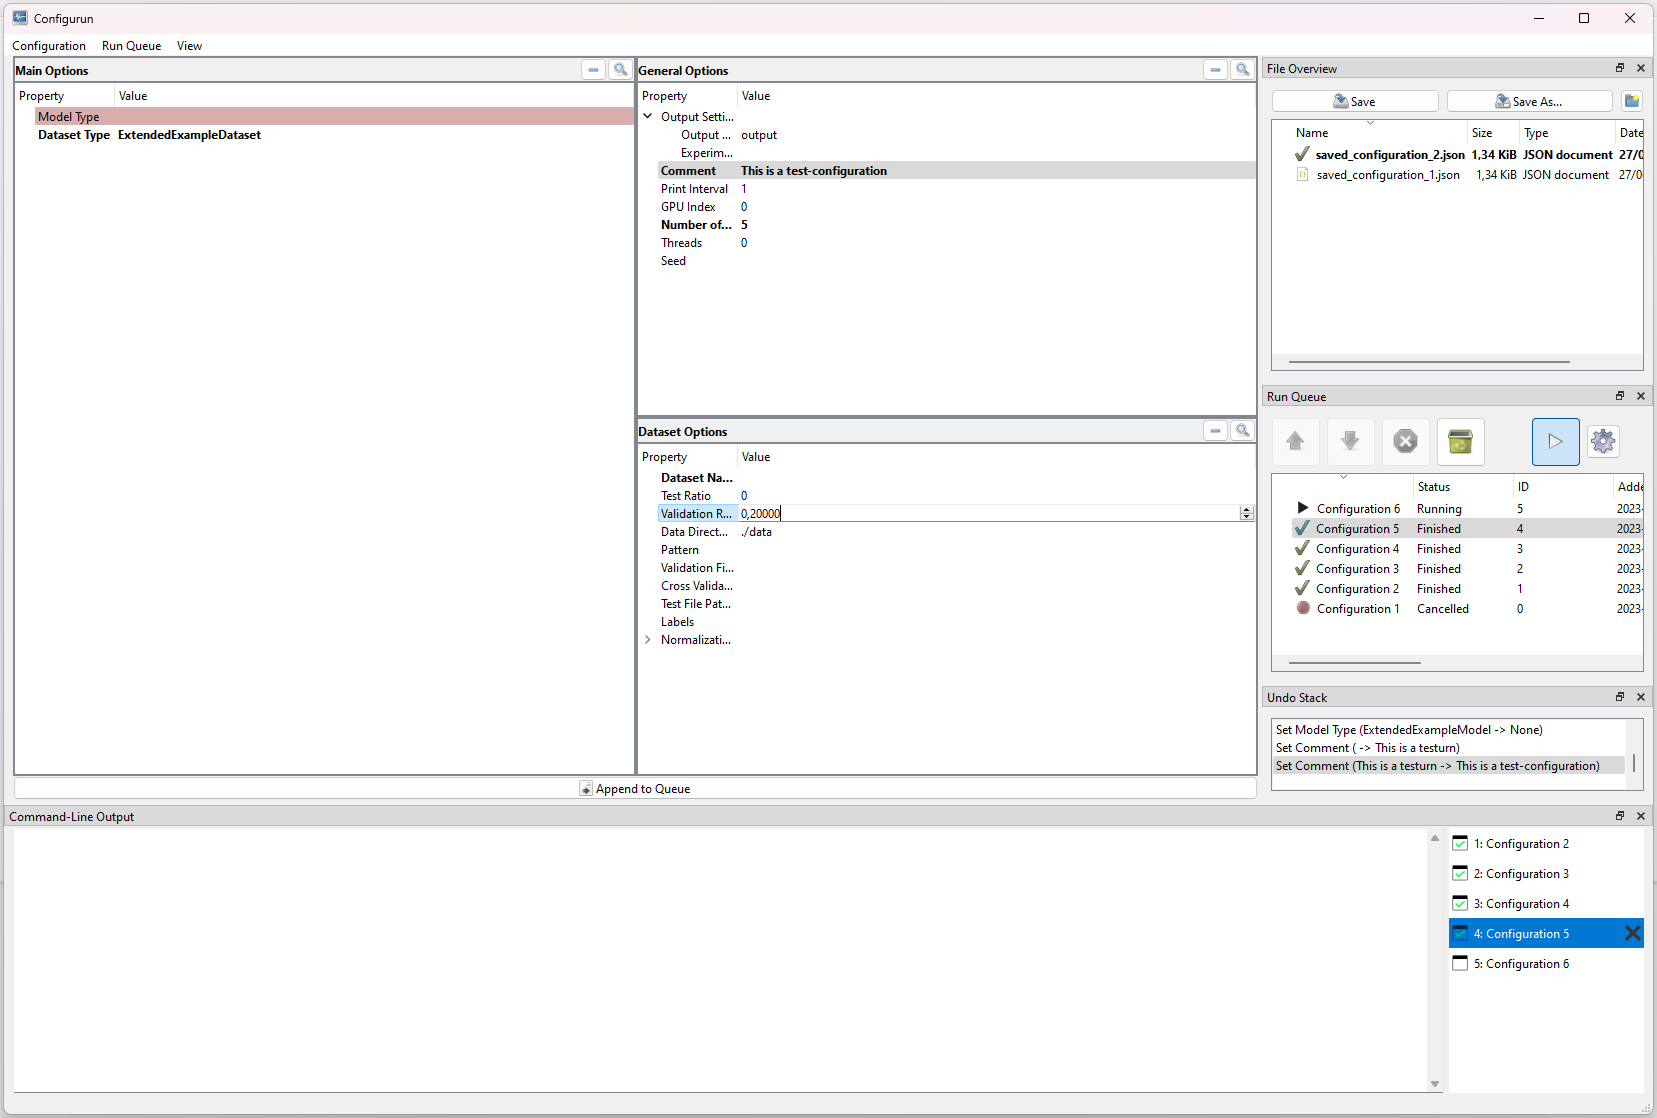 Configurun
Configuration Run Queue View
Main Options
Property Value
Model Type
Dataset Type ExtendedExampleDataset
General Options
Property Value
Output Setti...
Output ... output
Experim...
Comment This is a test-configuration
Print Interval 1
GPU Index 0
Number of... 5
Threads 0
Seed
Dataset Options
Property Value
Dataset Na...
Test Ratio 0
Validation R... 0,20000
Data Direct... ./data
Pattern
Validation Fi...
Cross Valida...
Test File Pat...
Labels
Normalizati...
Append to Queue
File Overview
Save Save As...
Name Size Type Date
saved_configuration_2.json 1,34 KiB JSON document 27/0
saved_configuration_1.json 1,34 KiB JSON document 27/0
Run Queue
Status ID Adde
Configuration 6 Running 5 2023-
Configuration 5 Finished 4 2023-
Configuration 4 Finished 3 2023-
Configuration 3 Finished 2 2023-
Configuration 2 Finished 1 2023-
Configuration 1 Cancelled 0 2023-
Undo Stack
Set Model Type (ExtendedExampleModel -> None)
Set Comment ( -> This is a testurn)
Set Comment (This is a testurn -> This is a test-configuration)
Command-Line Output
1: Configuration 2
2: Configuration 3
3: Configuration 4
4: Configuration 5
5: Configuration 6